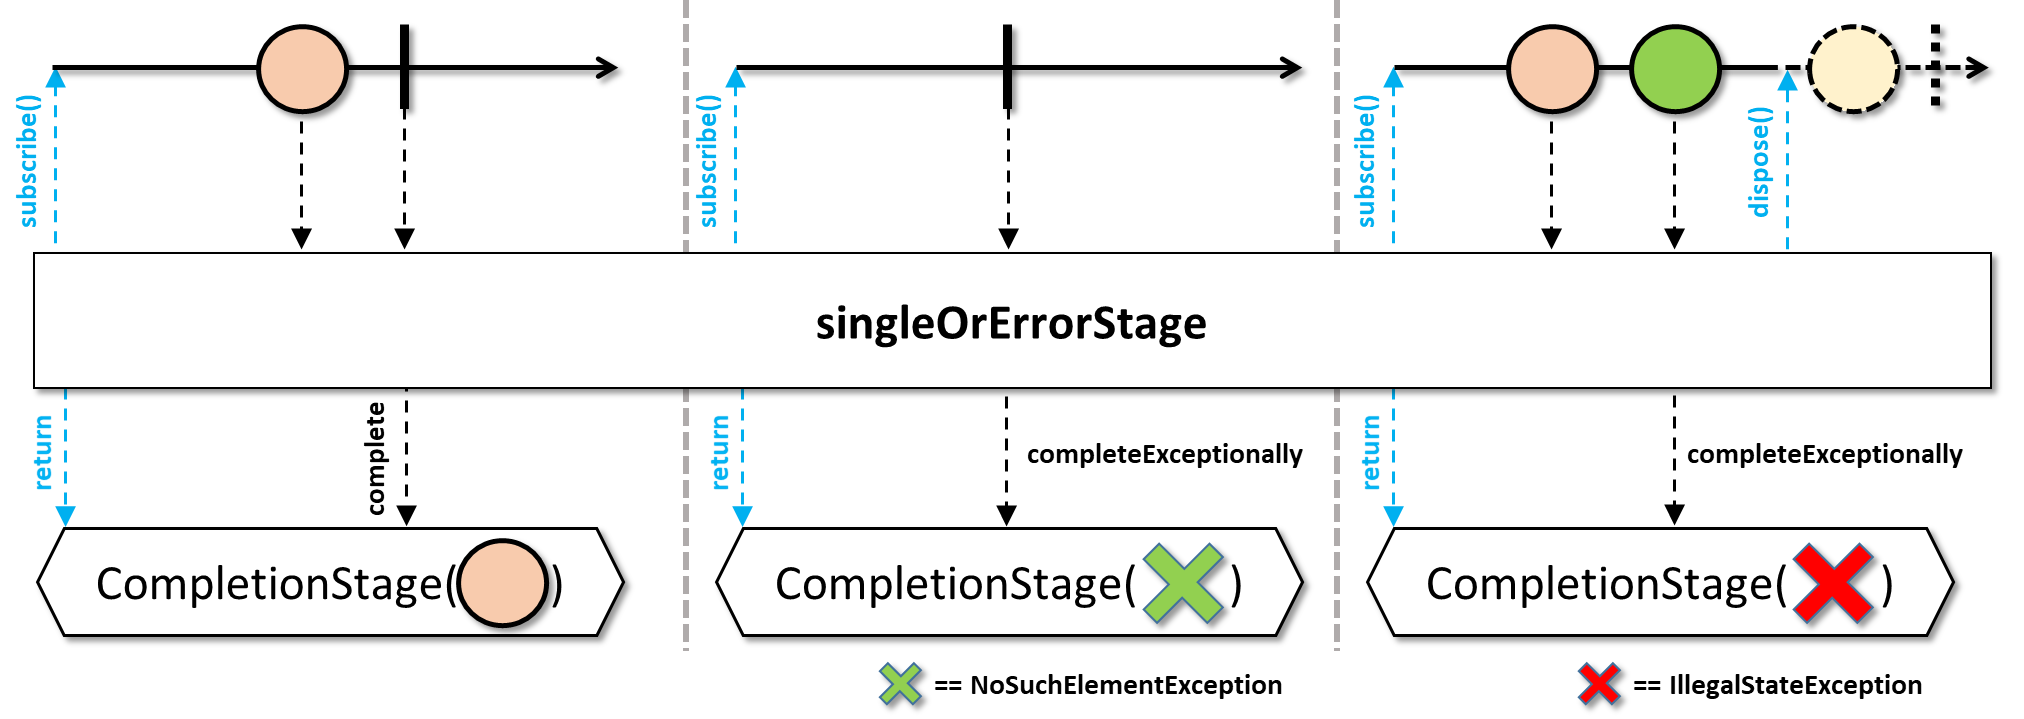 subscribe()
subscribe()
subscribe()
dispose()
singleOrErrorStage
return
complete
return
completeExceptionally
return
completeExceptionally
CompletionStage( )
CompletionStage( )
CompletionStage( )
== NoSuchElementException
== IllegalStateException